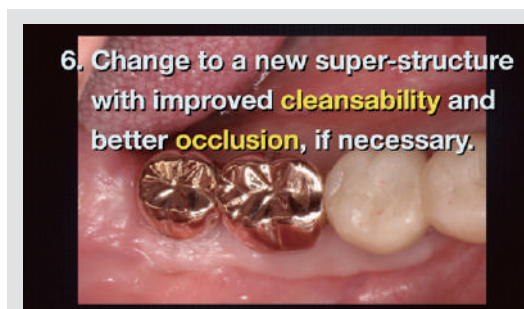 6. Change to a new super-structure
with improved cleansability and
better occlusion, if necessary.